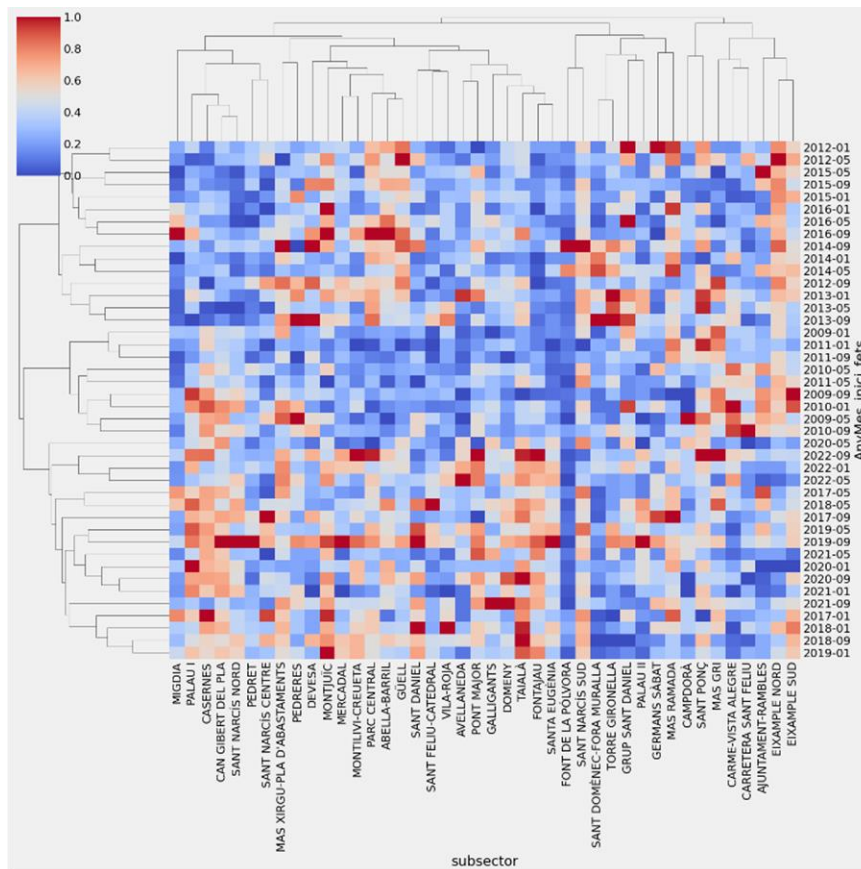 1.0
0.8
0.6
0.4
0.2
0.0
2012-01
2012-05
2015-05
2015-09
2015-01
2016-01
2016-05
2016-09
2014-09
2014-01
2014-05
2012-09
2013-01
2013-05
2013-09
2009-01
2011-01
2011-09
2010-05
2011-05
2009-09
2010-01
2009-05
2010-09
2020-05
2022-09
2022-01
2022-05
2017-05
2018-05
2017-09
2019-05
2019-09
2021-05
2020-01
2020-09
2021-01
2021-09
2017-01
2018-01
2018-09
2019-01
AnyMes_inici_fets
MIGDIA
PALAU I
CASERNES
CAN GIBERT DEL PLA
SANT NARCÍS NORD
PEDRET
SANT NARCÍS CENTRE
MAS XIRGU-PLA D'ABASTAMENTS
PEDRERES
DEVESA
MONTJUÏC
MERCADAL
MONTILIVI-CREUETA
PARC CENTRAL
ABELLA-BARRIL
GÜELL
SANT DANIEL
SANT FELIU-CATEDRAL
VILA-ROJA
AVELLANEDA
PONT MAJOR
GALLIGANTS
DOMENY
TAIALÀ
FONTAJAU
SANTA EUGÈNIA
FONT DE LA PÓLVORA
SANT NARCÍS SUD
SANT DOMÈNEC-FORA MURALLA
TORRE GIRONELLA
GRUP SANT DANIEL
PALAU II
GERMANS SÀBAT
MAS RAMADA
CAMPDORÀ
SANT PONÇ
MAS GRI
CARME-VISTA ALEGRE
CARRETERA SANT FELIU
AJUNTAMENT-RAMBLES
EIXAMPLE NORD
EIXAMPLE SUD
subsector